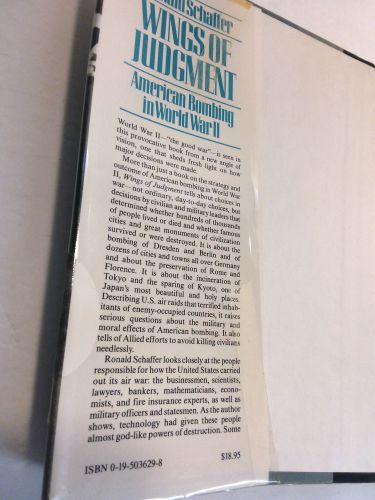 Ronald Schaffer
WINGS OF
JUDGMENT
American Bombing
in World War II
World War II—"the good war"—is seen in
this provocative book from a new angle of
vision, one that sheds fresh light on how
major decisions were made.
More than just a book on the strategy and
outcome of American bombing in World War
II, Wings of Judgment tells about choices in
war—not ordinary, day-to-day choices, but
decisions by civilian and military leaders that
determined whether hundreds of thousands
of people lived or died and whether famous
cities and great monuments of civilization
survived or were destroyed. It is about the
bombing of Dresden and Berlin and of
dozens of cities and towns all over Germany
and about the preservation of Rome and
Florence. It is about the incineration of
Tokyo and the sparing of Kyoto, one of
Japan's most beautiful and holy places.
Describing U.S. air raids that terrified inhab-
itants of enemy-occupied countries, it raises
serious questions about the military and
moral effects of American bombing. It also
tells of Allied efforts to avoid killing civilians
needlessly.
Ronald Schaffer looks closely at the people
responsible for how the United States carried
out its air war: the businessmen, scientists,
lawyers, bankers, mathematicians, econo-
mists, and fire insurance experts, as well as
military officers and statesmen. As the author
shows, technology had given these people
almost god-like powers of destruction. Some
ISBN 0-19-503629-8 $18.95